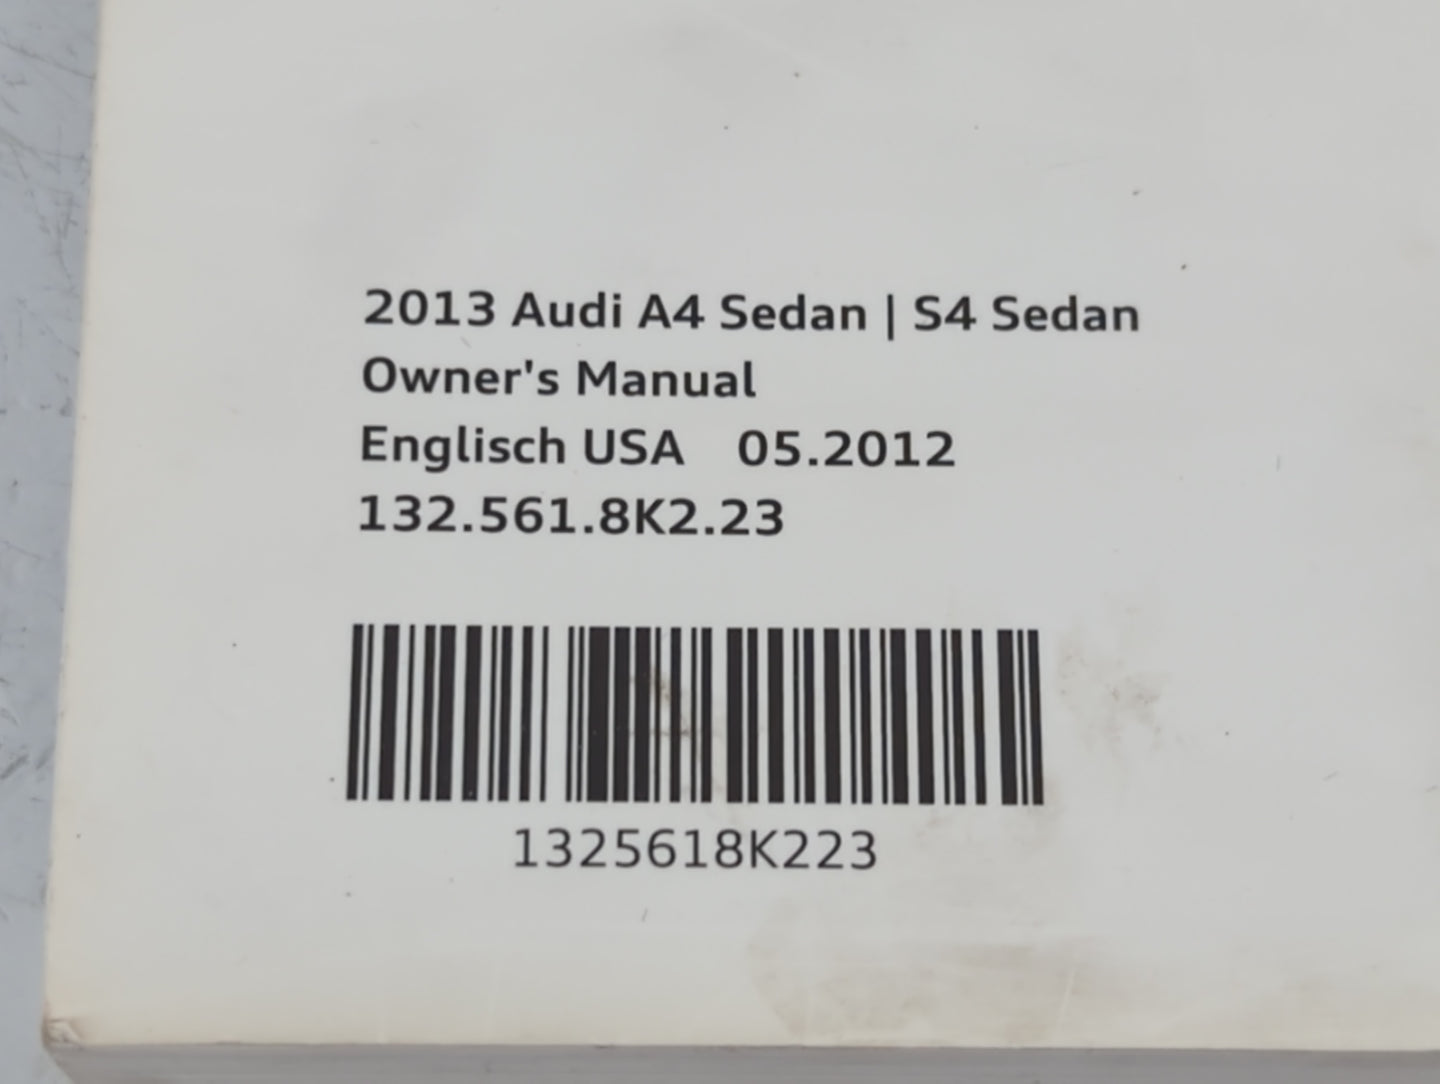 2013 Audi A4 Sedan | S4 Sedan
Owner's Manual
Englisch USA 05.2012
132.561.8K2.23
1325618K223